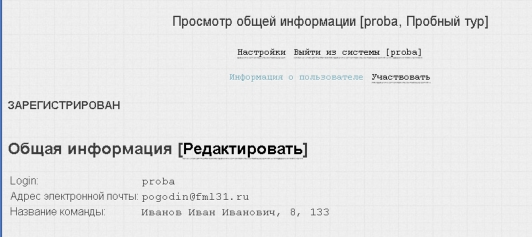 Просмотр общей информации [proba, Пробный тур]
Настройки Выйти из системы [proba]
Информация о пользователе Участвовать
ЗАРЕГИСТРИРОВАН
Общая информация [Редактировать]
Login: proba
Адрес электронной почты: pogodin@fml31.ru
Название команды: Иванов Иван Иванович, 8, 133